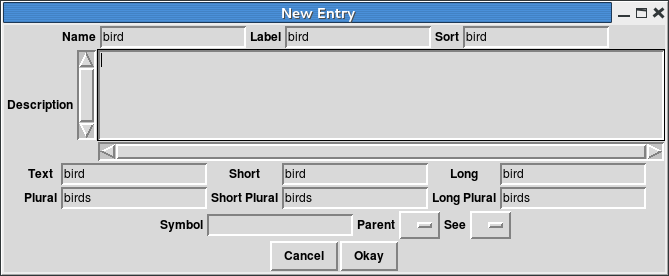 New Entry
Name bird Label bird Sort bird
Description
Text bird Short bird Long bird
Plural birds Short Plural birds Long Plural birds
Symbol Parent See
Cancel Okay